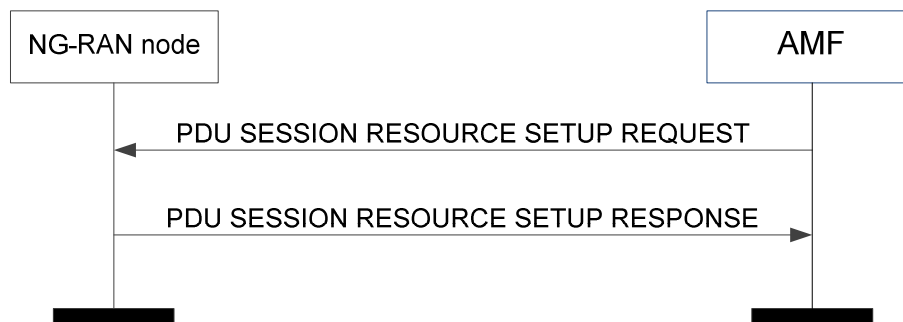 NG-RAN node
AMF
PDU SESSION RESOURCE SETUP REQUEST
PDU SESSION RESOURCE SETUP RESPONSE